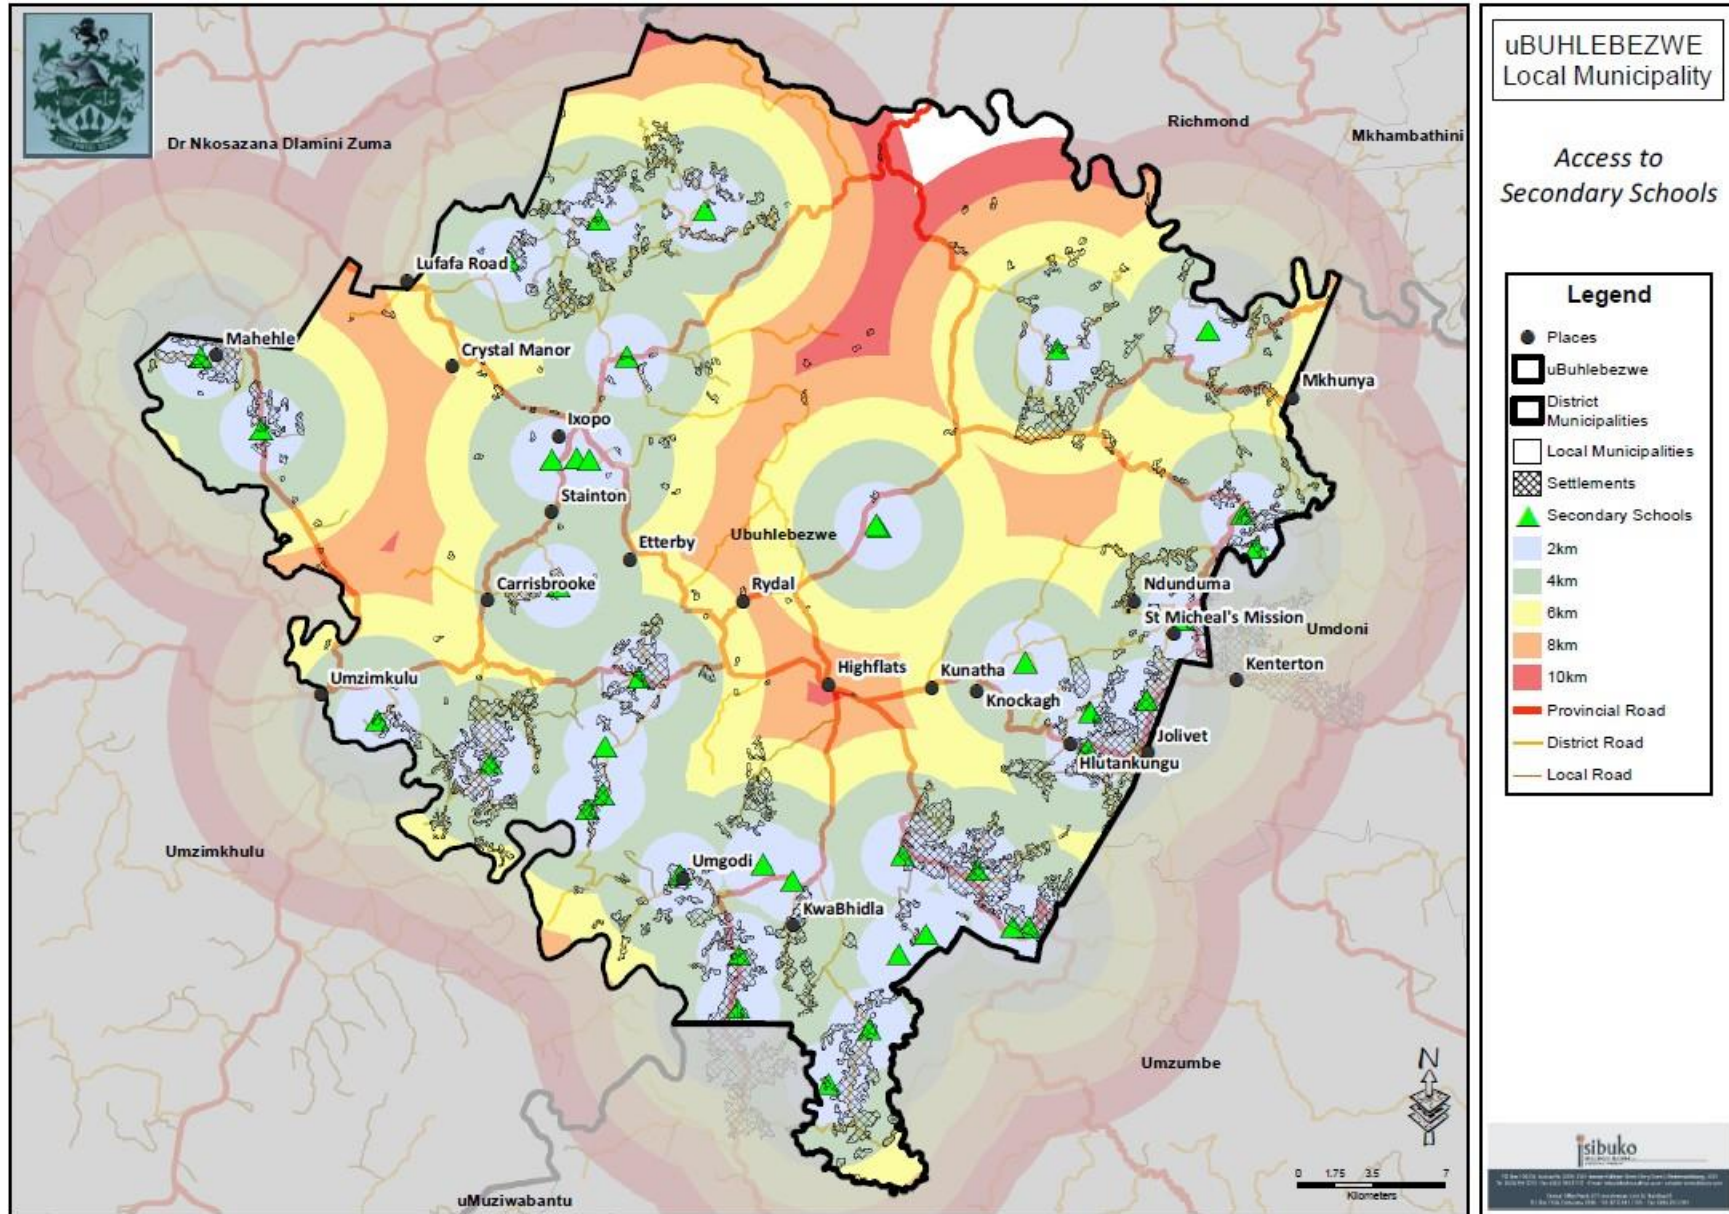 uBUHLEBEZWE
Local Municipality
Access to
Secondary Schools
Legend
Places
uBuhlebezwe
District
Municipalities
Local Municipalities
Settlements
Secondary Schools
2km
4km
6km
8km
10km
Provincial Road
District Road
Local Road
Richmond
Mkhambathini
Dr Nkosazana Dlamini Zuma
Lufafa Road
Mahehle
Crystal Manor
Mkhunya
Ixopo
Stainton
Ubuhlebezwe
Etterby
Carrisbrooke
Rydal
Ndunduma
St Micheal's Mission
Umdoni
Umzimkulu
Highflats
Kunatha
Kenterton
Knockagh
Jolivet
Hlutankungu
Umzimkhulu
Umgodi
KwaBhidla
Umzumbe
uMuziwabantu
N
0 1.75 3.5 7
Kilometers
isibuko